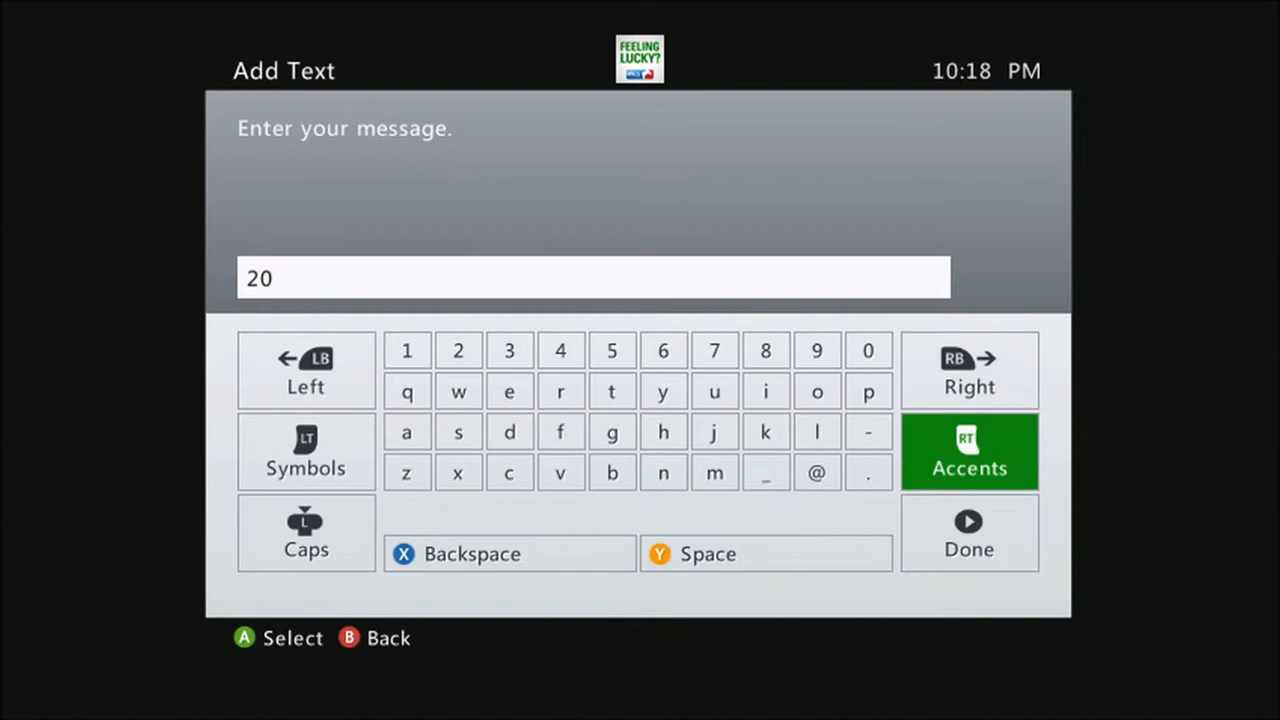 FEELING
LUCKY?
Add Text
10:18 PM
Enter your message.
20
LB
Left
1 2 3 4 5 6 7 8 9 0
RB
Right
q w e r t y u i o p
LT
Symbols
a s d f g h j k l -
RT
Accents
z x c v b n m _ @ .
L
Caps
X Backspace
Y Space
Done
A Select B Back